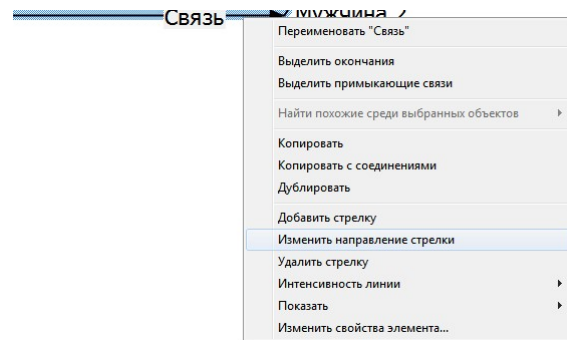 Связь Мужчина 2
Переименовать "Связь"
Выделить окончания
Выделить примыкающие связи
Найти похожие среди выбранных объектов
Копировать
Копировать с соединениями
Дублировать
Добавить стрелку
Изменить направление стрелки
Удалить стрелку
Интенсивность линии
Показать
Изменить свойства элемента...